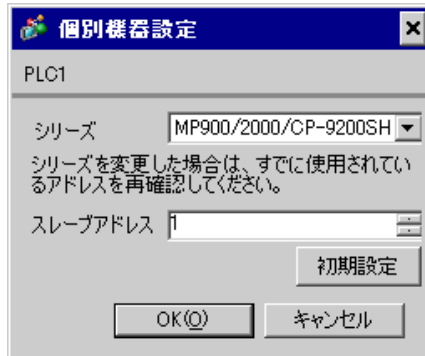 個別機器設定
PLC1
シリーズ MP900/2000/CP-9200SH
シリーズを変更した場合は、すでに使用されてい
るアドレスを再確認してください。
スレーブアドレス 1
初期設定
OK(O) キャンセル